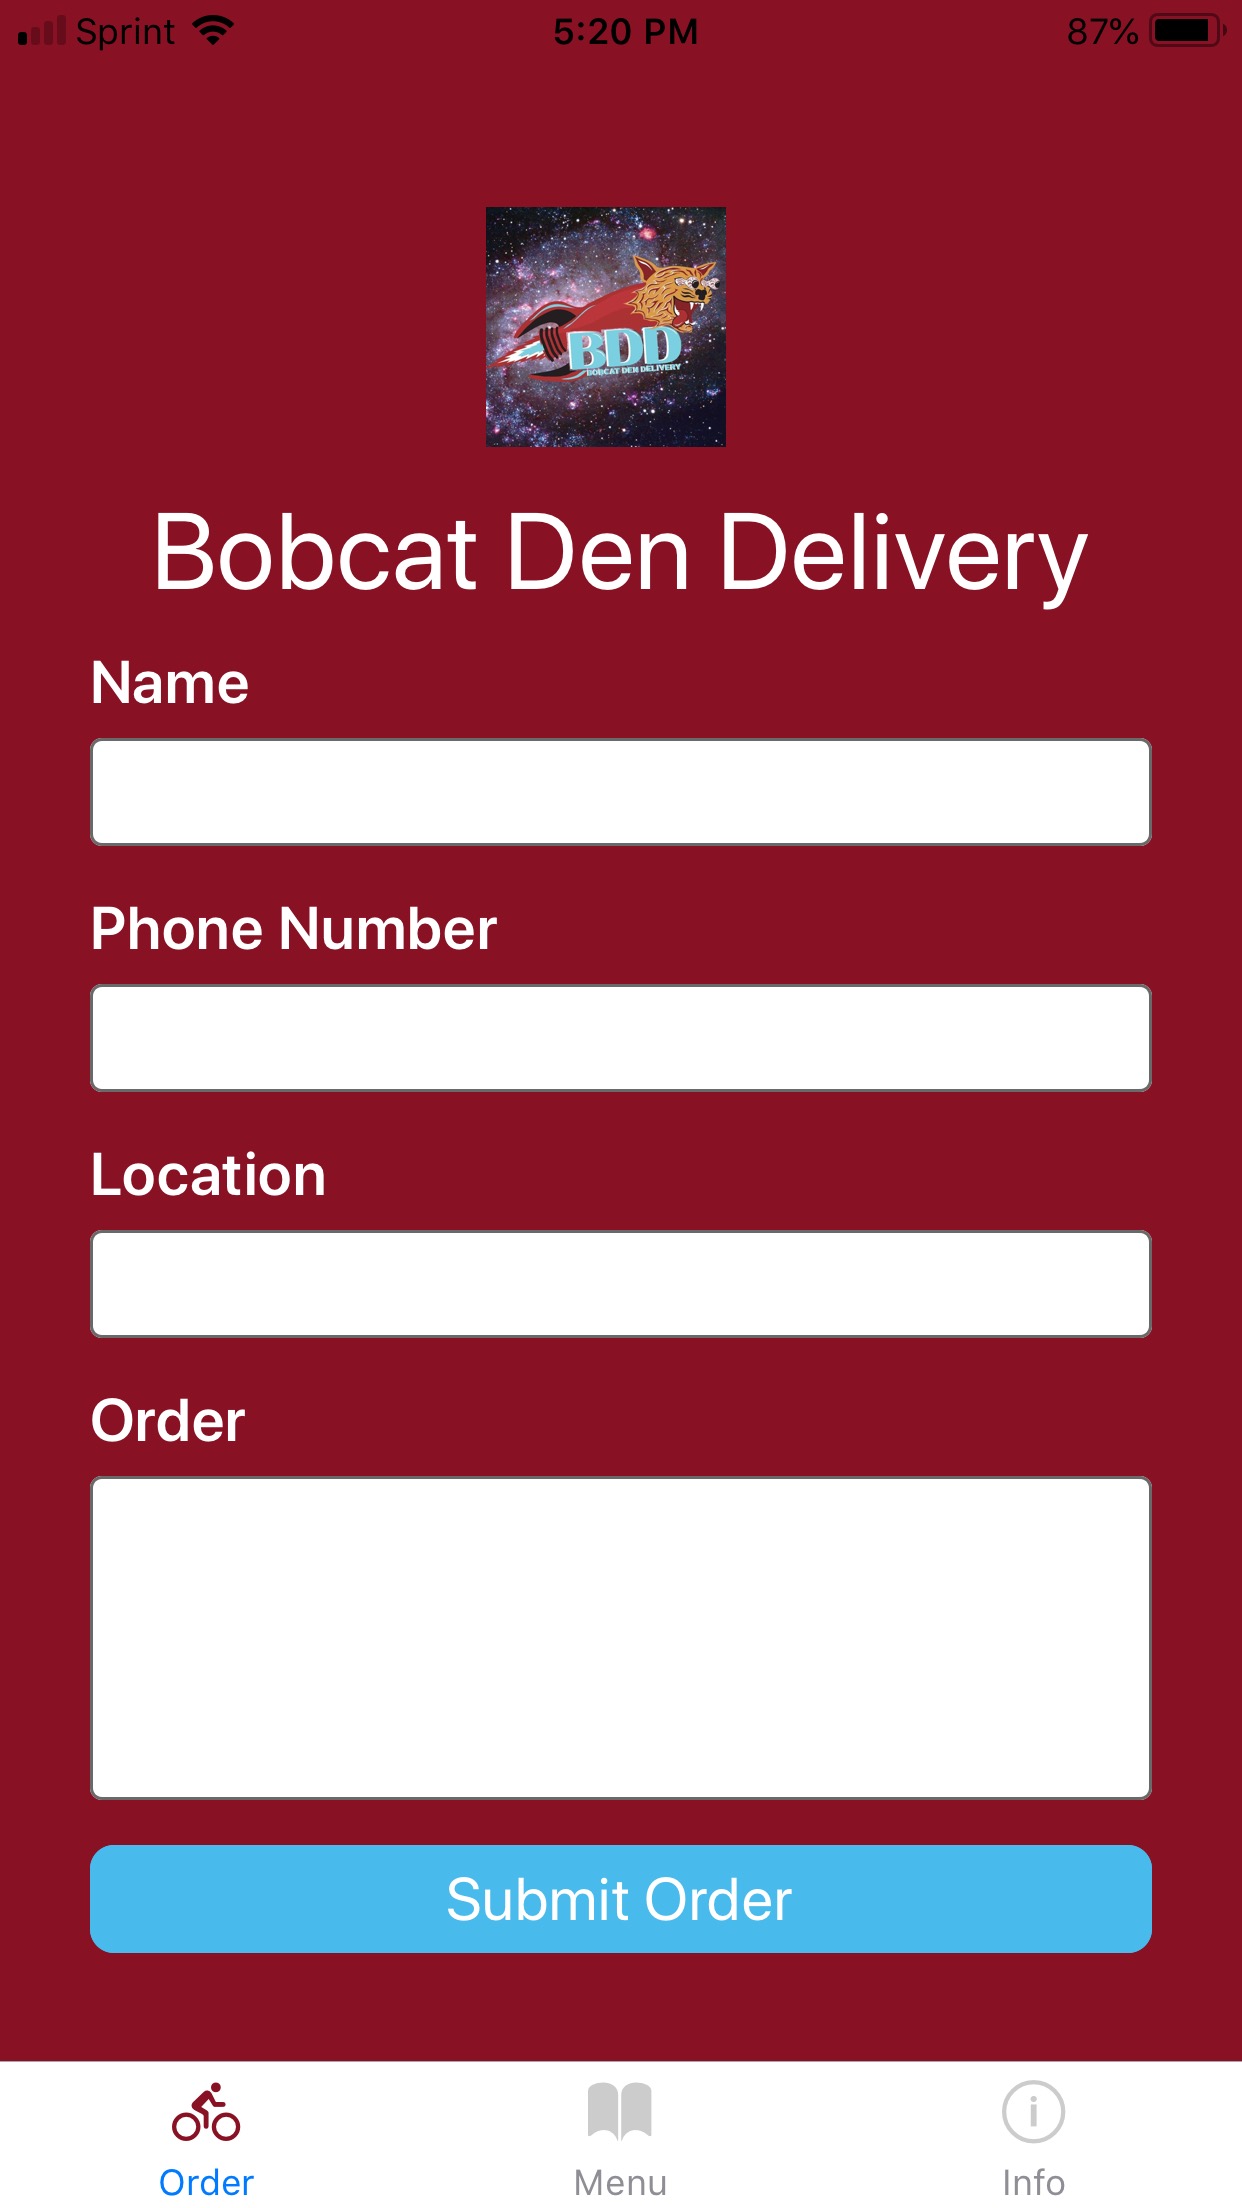 Sprint 5:20 PM 87%
BDD
BOBCAT DEN DELIVERY
Bobcat Den Delivery
Name
Phone Number
Location
Order
Submit Order
Order Menu Info